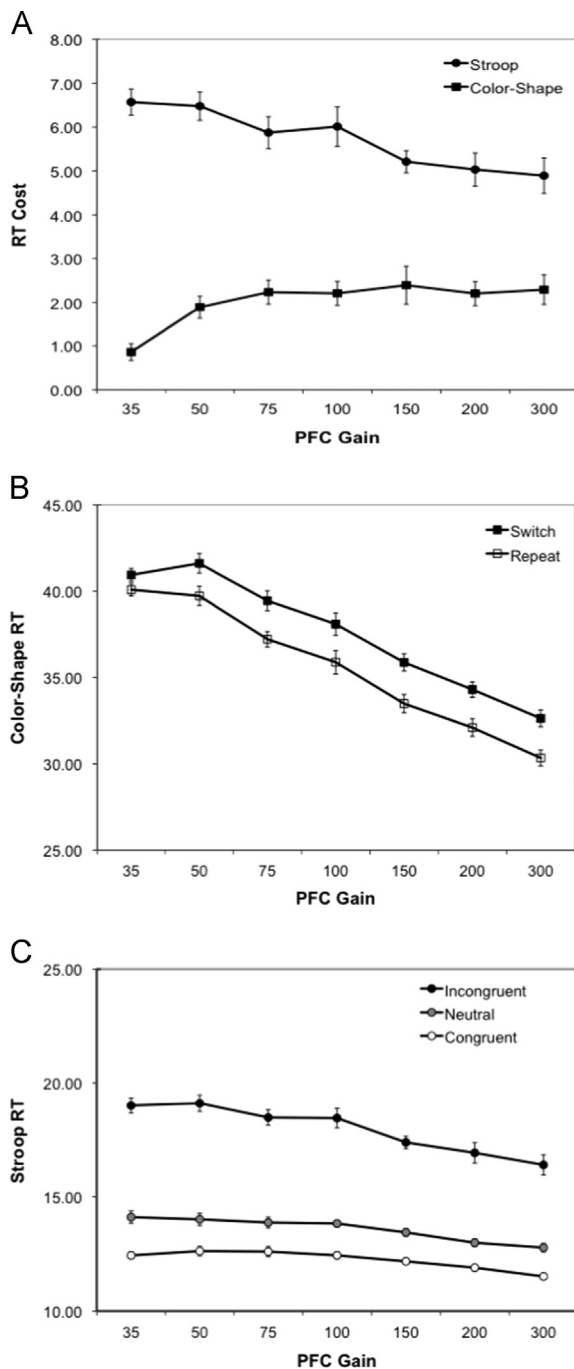 A
8.00
7.00
6.00
5.00
4.00
3.00
2.00
1.00
0.00
RT Cost
Stroop
Color-Shape
35 50 75 100 150 200 300
PFC Gain
B
45.00
40.00
35.00
30.00
25.00
Color-Shape RT
Switch
Repeat
35 50 75 100 150 200 300
PFC Gain
C
25.00
20.00
15.00
10.00
Stroop RT
Incongruent
Neutral
Congruent
35 50 75 100 150 200 300
PFC Gain